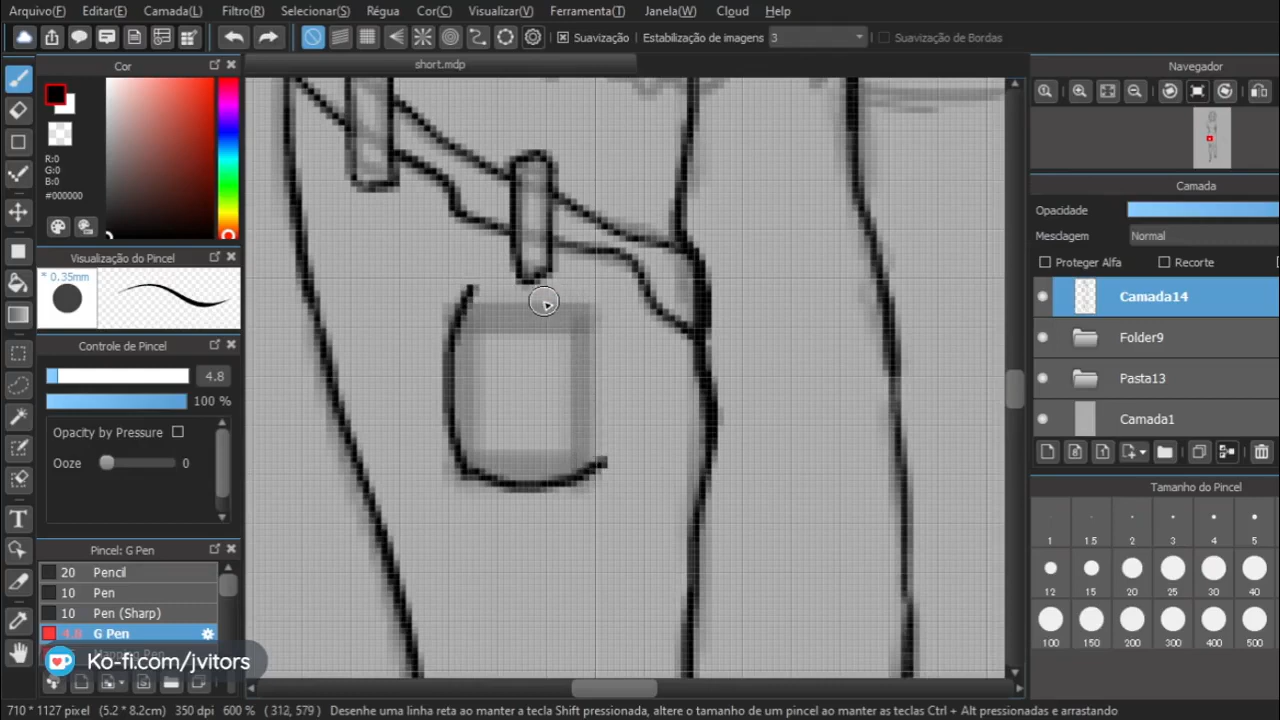 Arquivo(F) Editar(E) Camada(L) Filtro(R) Selecionar(S) Régua Cor(C) Visualização(V) Ferramenta(T) Janela(W) Cloud Help
Suavização Estabilização de imagens 3 Suavização de Bordas
Cor
short.mdp
Navegador
R:0
G:0
B:0
#000000
Visualização do Pincel
* 0.35mm
Controle de Pincel
4.8
100 %
Opacity by Pressure
Ooze 0
Pincel: G Pen
20 Pencil
10 Pen
10 Pen (Sharp)
4.8 G Pen
Ko-fi.com/jvitors
Camada
Opacidade
Mesclagem Normal
Proteger Alfa Recorte
Camada14
Folder9
Pasta13
Camada1
Tamanho do Pincel
1 1.5 2 3 4 5
12 15 20 25 30 40
100 150 200 300 400 500
710 * 1127 pixel (5.2 * 8.2cm) 350 dpi 600 % ( 312, 579 ) Desenhe uma linha reta ao manter a tecla Shift pressionada, altere o tamanho de um pincel ao manter as teclas Ctrl + Alt pressionadas e arrastando